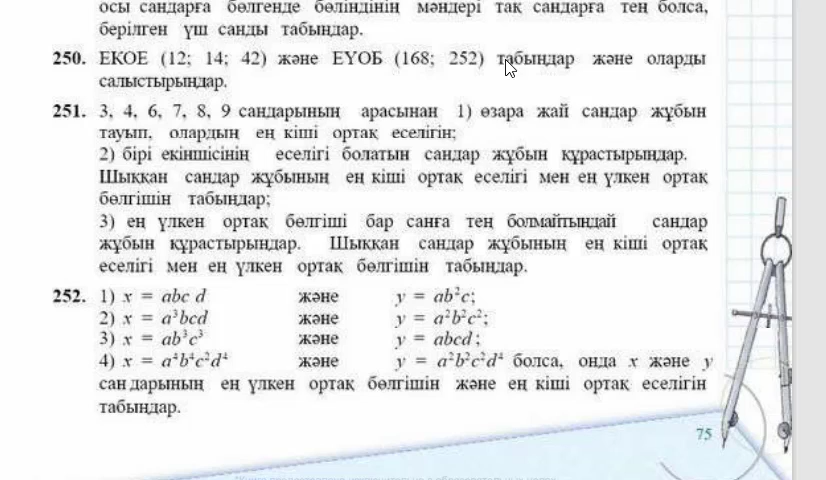 осы сандарға бөлгенде бөліндінің мәндері тақ сандарға тең болса,
берілген үш санды табыңдар.
250. ЕКОЕ (12; 14; 42) және ЕҮОБ (168; 252) табыңдар және оларды
салыстырыңдар.
251. 3, 4, 6, 7, 8, 9 сандарының арасынан 1) өзара жай сандар жұбын
тауып, олардың ең кіші ортақ еселігін;
2) бірі екіншісінің еселігі болатын сандар жұбын құрастырыңдар.
Шыққан сандар жұбының ең кіші ортақ еселігі мен ең үлкен ортақ
бөлгішін табыңдар;
3) ең үлкен ортақ бөлгіші бар санға тең болмайтындай сандар
жұбын құрастырыңдар. Шыққан сандар жұбының ең кіші ортақ
еселігі мен ең үлкен ортақ бөлгішін табыңдар.
252. 1) x = abc d және y = ab²c;
2) x = a³bcd және y = a²b²c²;
3) x = ab³c³ және y = abcd;
4) x = a⁴b⁴c²d⁴ және y = a²b²c²d⁴ болса, онда x және y
сандарының ең үлкен ортақ бөлгішін және ең кіші ортақ еселігін
табыңдар.
75